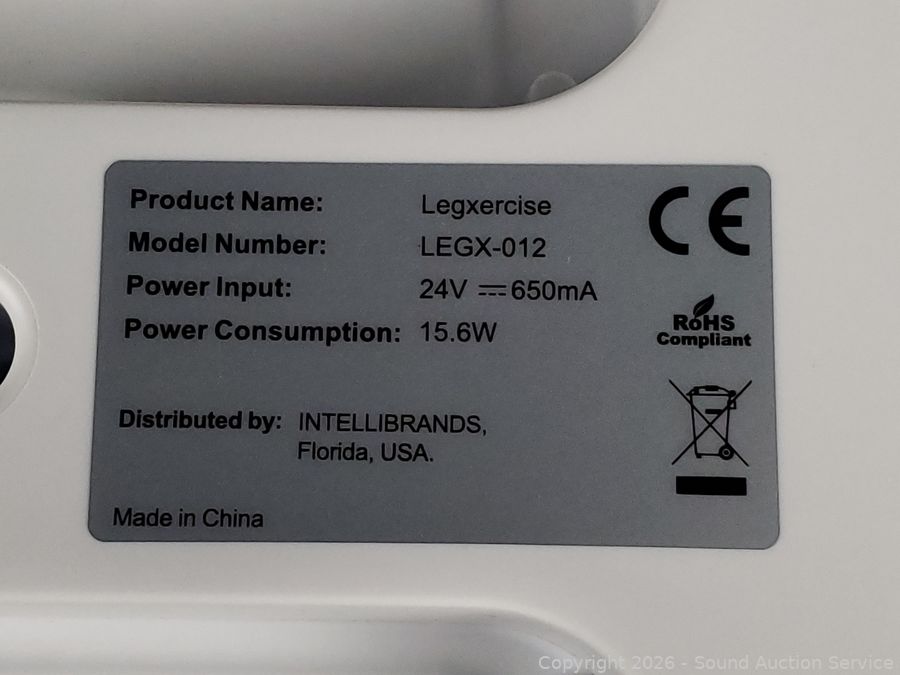 Product Name: Legxercise
Model Number: LEGX-012
Power Input: 24V ⎓ 650mA
Power Consumption: 15.6W
Distributed by: INTELLIBRANDS,
Florida, USA.
Made in China
CE
RoHS
Compliant
Copyright 2026 - Sound Auction Service